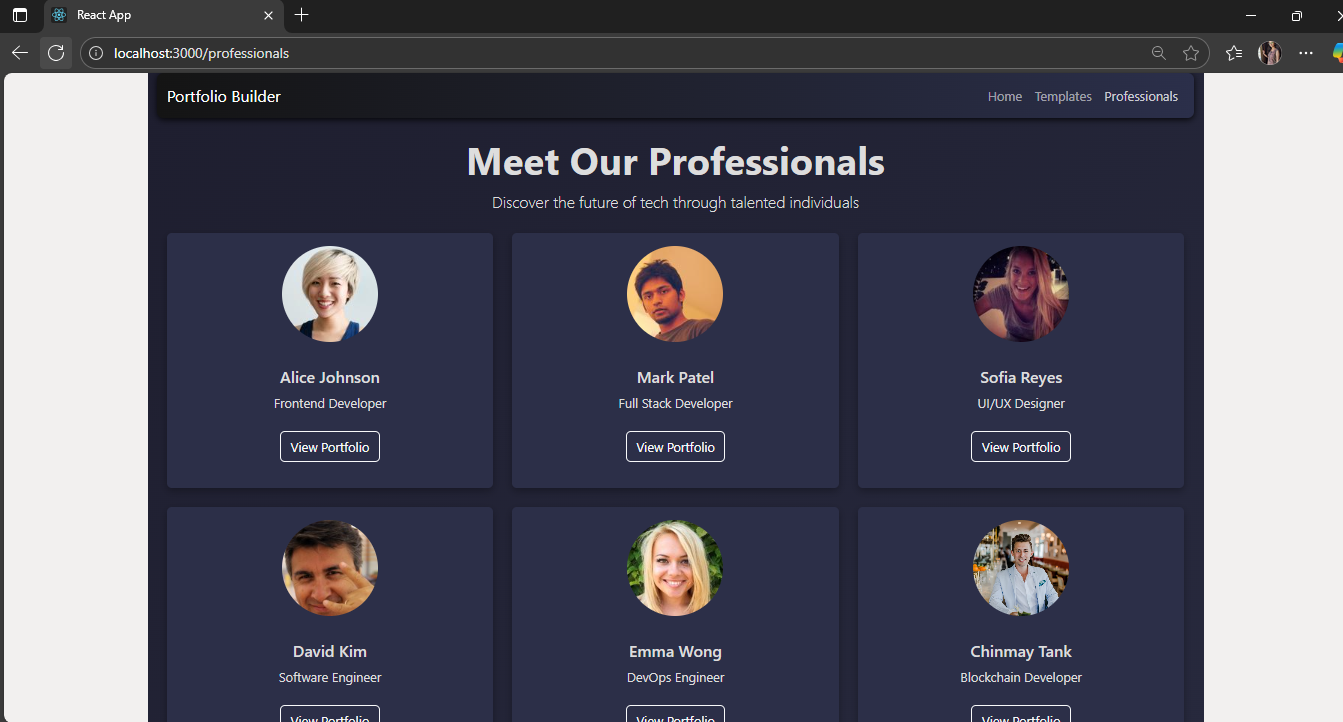 React App
localhost:3000/professionals
Portfolio Builder
Home Templates Professionals
Meet Our Professionals
Discover the future of tech through talented individuals
Alice Johnson
Frontend Developer
View Portfolio
Mark Patel
Full Stack Developer
View Portfolio
Sofia Reyes
UI/UX Designer
View Portfolio
David Kim
Software Engineer
View Portfolio
Emma Wong
DevOps Engineer
View Portfolio
Chinmay Tank
Blockchain Developer
View Portfolio